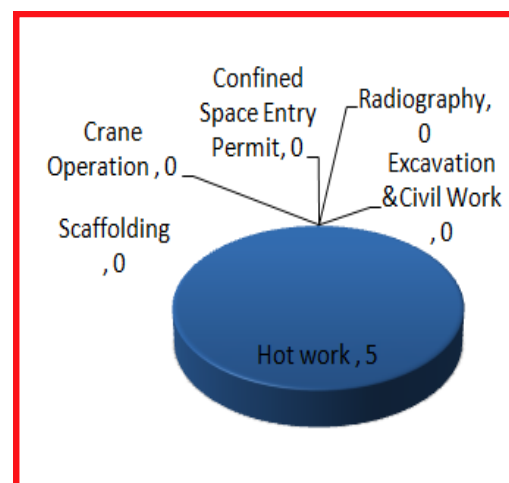 Confined
Space Entry
Permit, 0
Radiography,
0
Crane
Operation , 0
Excavation
&Civil Work
, 0
Scaffolding
, 0
Hot work , 5